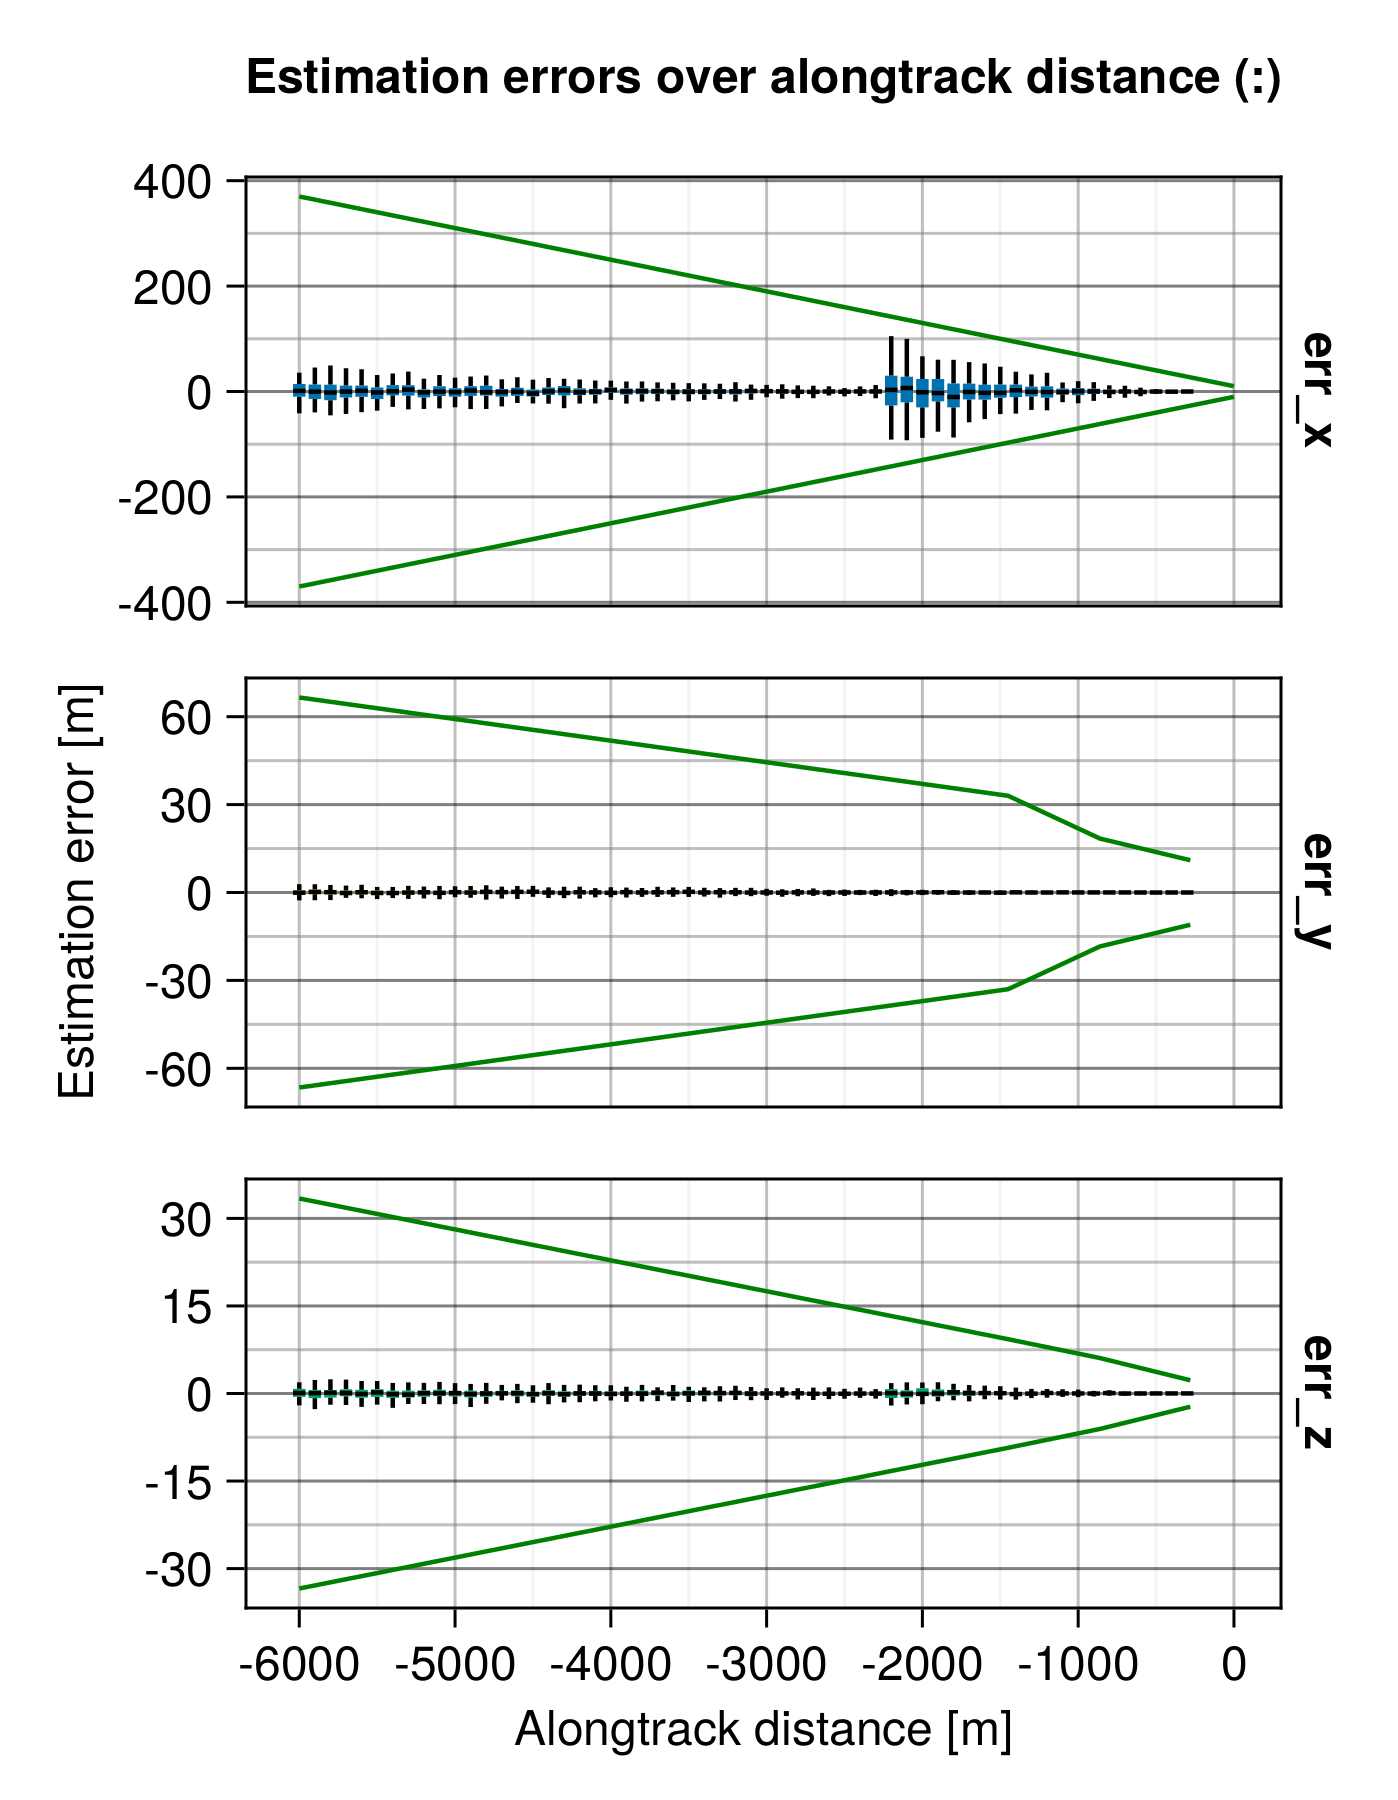 Estimation errors over alongtrack distance (:)
400
200
0
-200
-400
err_x
Estimation error [m]
60
30
0
-30
-60
err_y
30
15
0
-15
-30
err_z
-6000 -5000 -4000 -3000 -2000 -1000 0
Alongtrack distance [m]